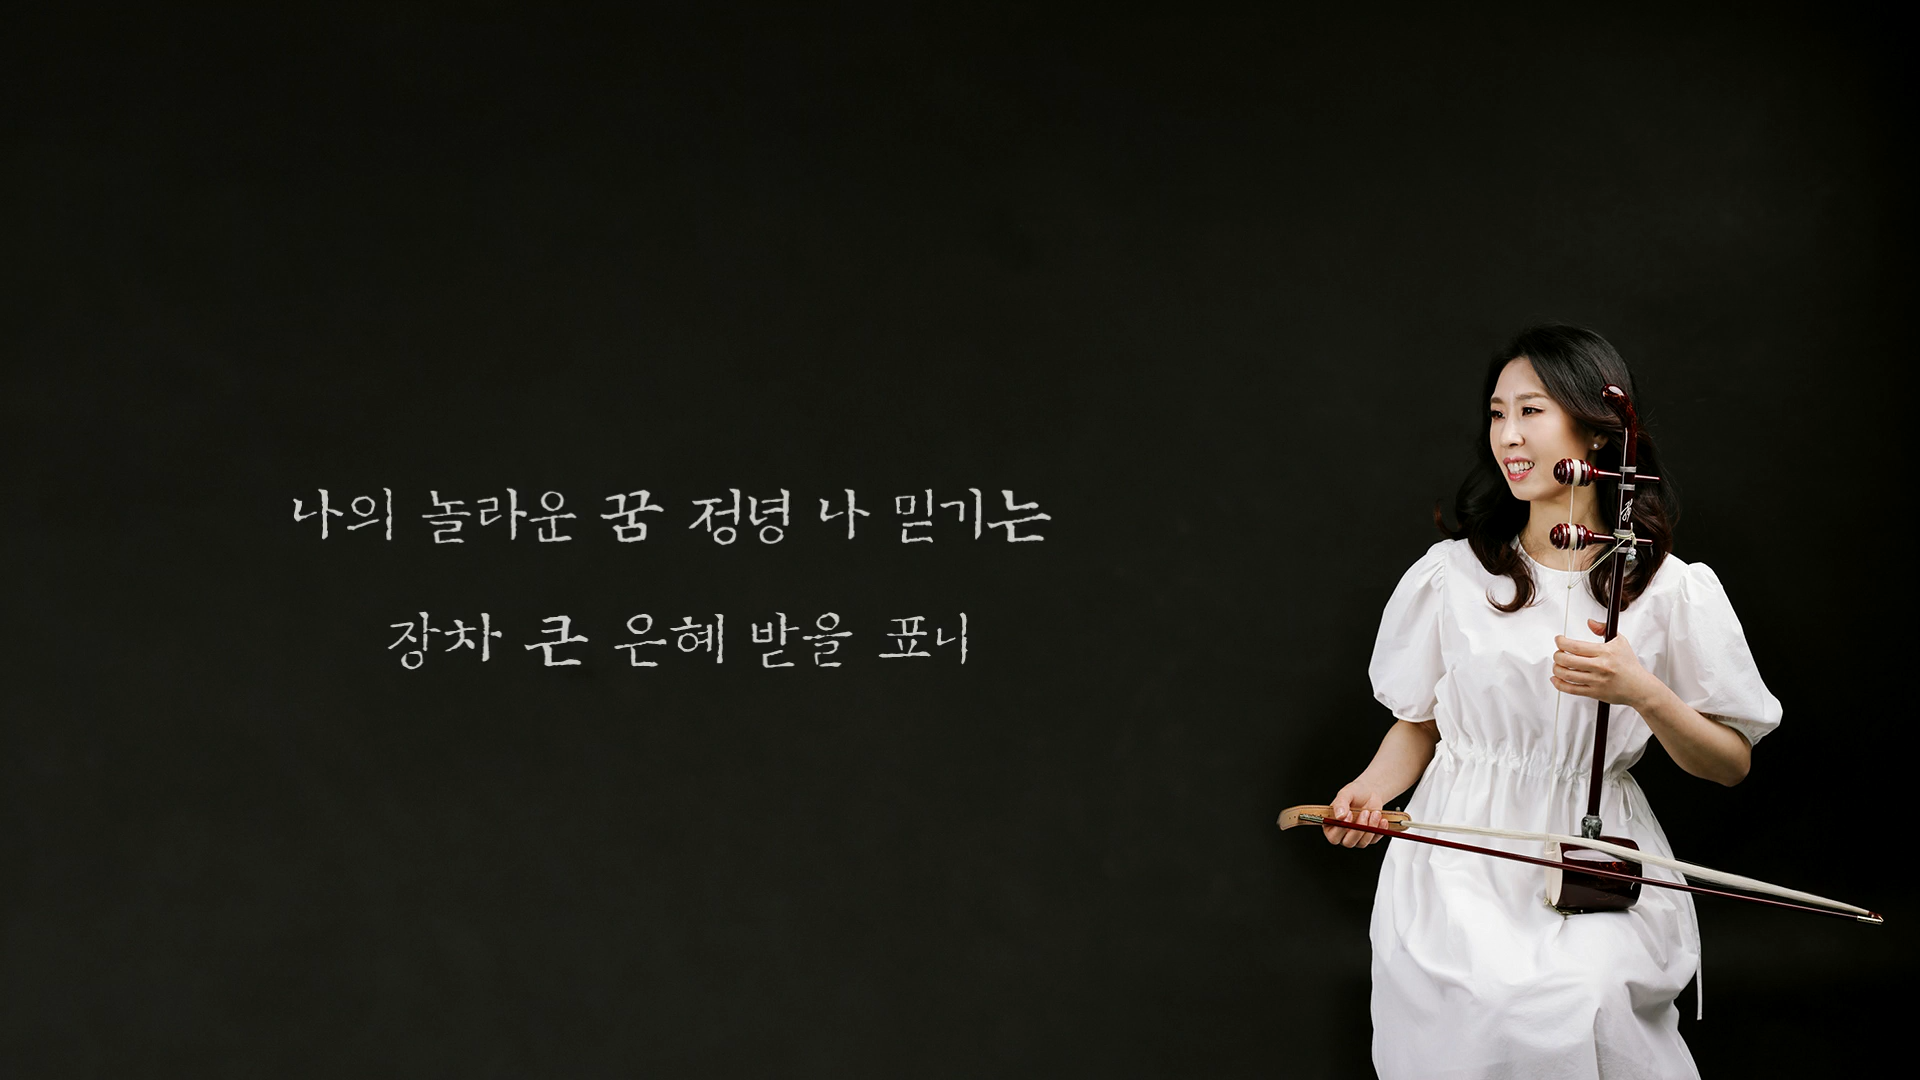 나의 놀라운 꿈 정녕 나 믿기는
장차 큰 은혜 받을 표니